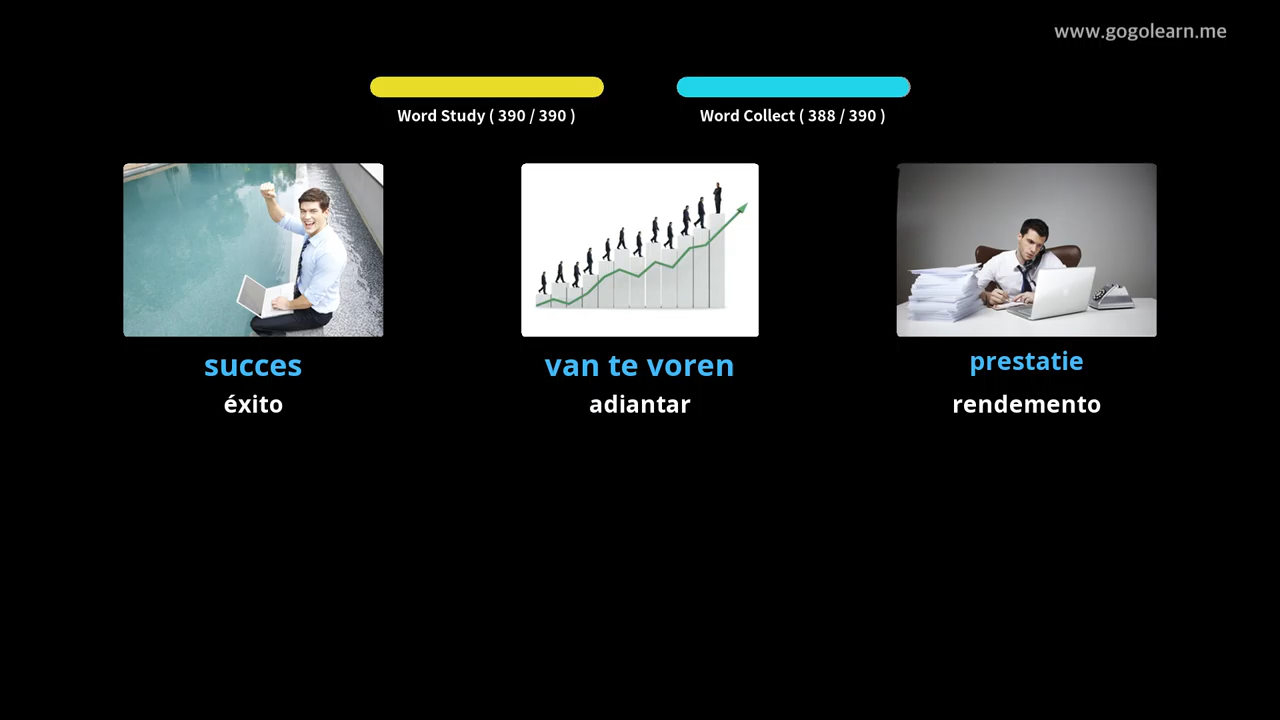 www.gogolearn.me
Word Study ( 390 / 390 )
Word Collect ( 388 / 390 )
succes
van te voren
prestatie
éxito
adiantar
rendemento